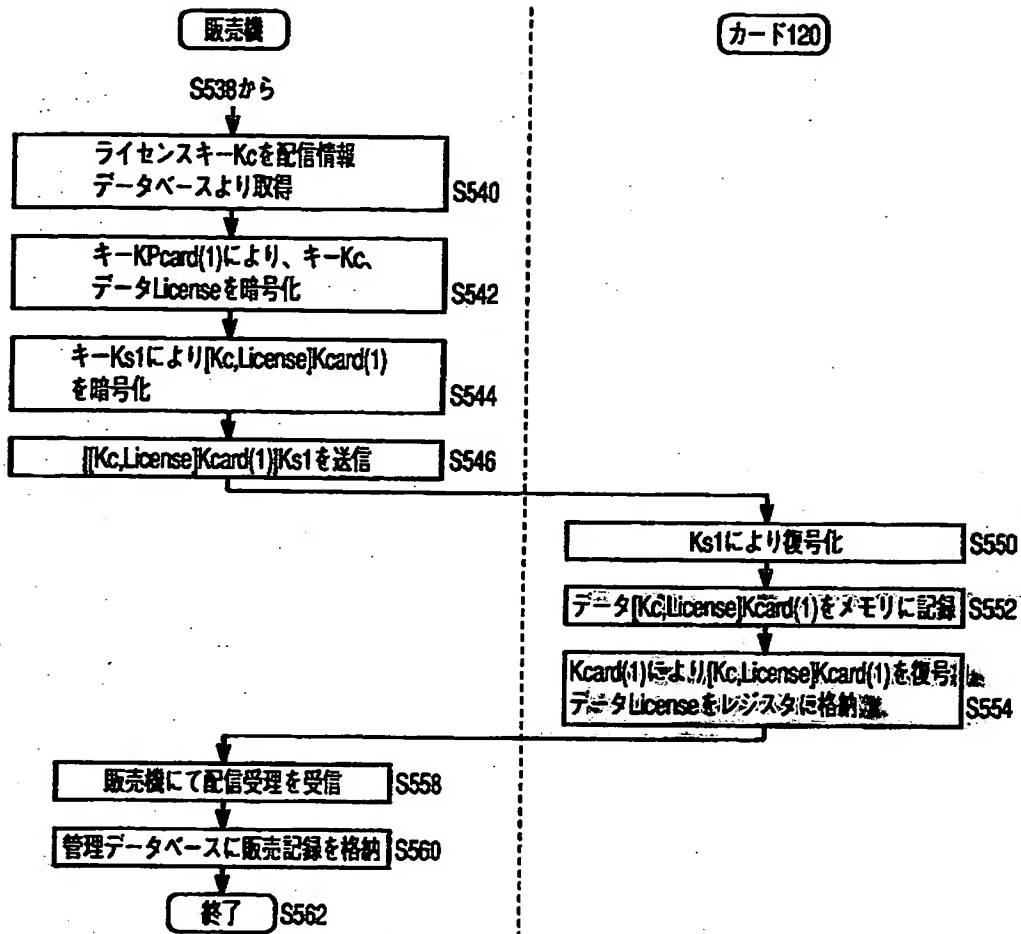 販売機
カード120
S538から
ライセンスキーKcを配信情報
データベースより取得
S540
キーKPcard(1)により、キーKc、
データLicenseを暗号化
S542
キーKs1により[Kc,License]Kcard(1)
を暗号化
S544
[[Kc,License]Kcard(1)]Ks1を送信
S546
Ks1により復号化
S550
データ[Kc,License]Kcard(1)をメモリに記録
S552
Kcard(1)により[Kc,License]Kcard(1)を復号
データLicenseをレジスタに格納
S554
販売機にて配信受理を受信
S558
管理データベースに販売記録を格納
S560
終了
S562